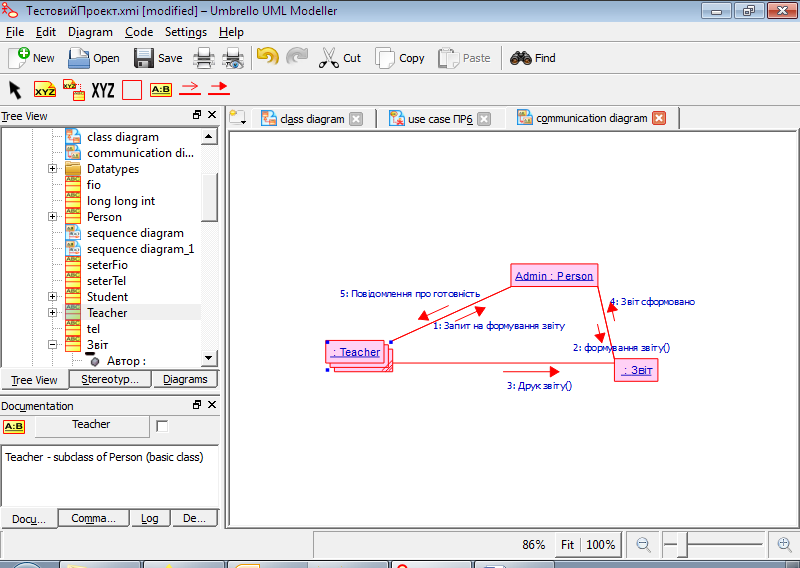 ТестовийПроект.xmi [modified] – Umbrello UML Modeller
File Edit Diagram Code Settings Help
New Open Save Undo Cut Copy Paste Find
XYZ XYZ XYZ A:B
Tree View
class diagram use case ПР6 communication diagram
class diagram
communication di...
Datatypes
fio
long long int
Person
sequence diagram
sequence diagram_1
seterFio
seterTel
Student
Teacher
tel
Звіт
Автор :
Tree View Stereotyp... Diagrams
Documentation
A:B Teacher
Teacher - subclass of Person (basic class)
Docu... Comma... Log De...
Admin : Person
5: Повідомлення про готовність
4: Звіт сформовано
1: Запит на формування звіту
2: формування звіту()
: Teacher
: Звіт
3: Друк звіту()
86% Fit 100%